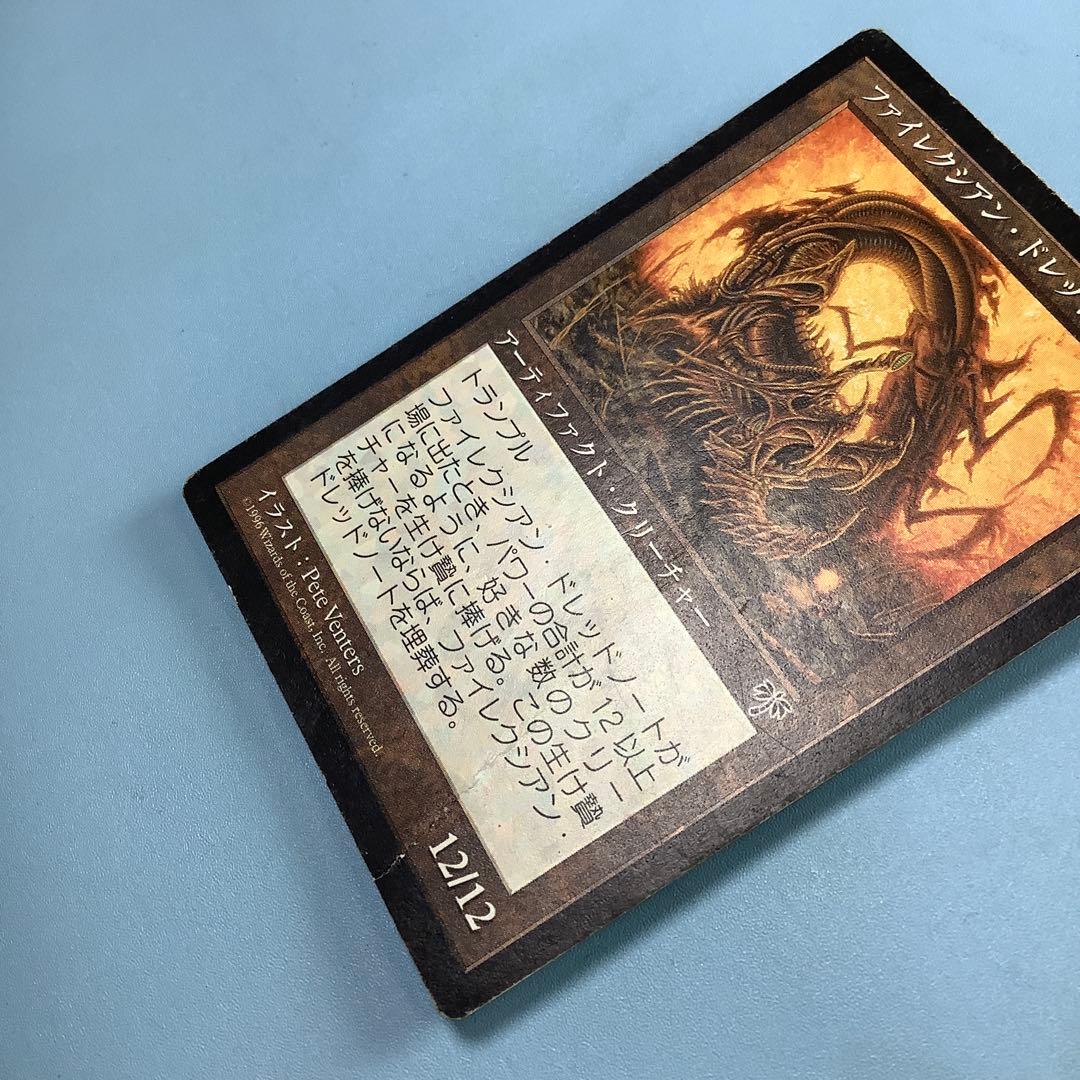 ファイレクシアン・ドレッ
アーティファクト・クリーチャー
トランプル
ファイレクシアン・ドレッドノートが
場に出たとき、パワーの合計が12以上
になるように、好きな数のクリー
チャーを生け贄に捧げる。この生け贄
を捧げないならば、ファイレクシアン・
ドレッドノートを埋葬する。
イラスト：Pete Venters
©1996 Wizards of the Coast, Inc. All rights reserved.
12/12